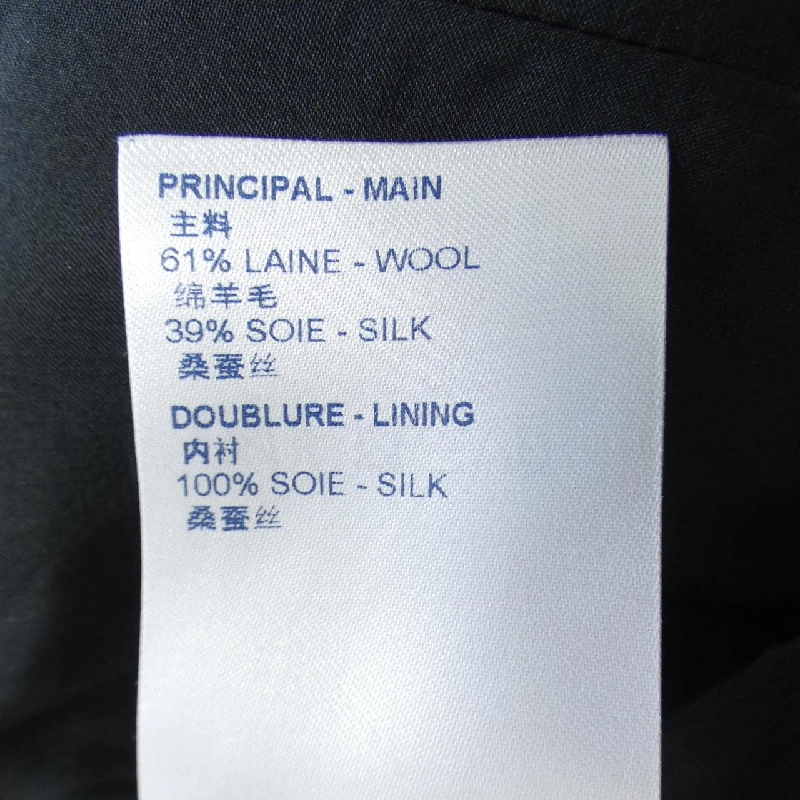 PRINCIPAL - MAIN
主料
61% LAINE - WOOL
绵羊毛
39% SOIE - SILK
桑蚕丝
DOUBLURE - LINING
内衬
100% SOIE - SILK
桑蚕丝